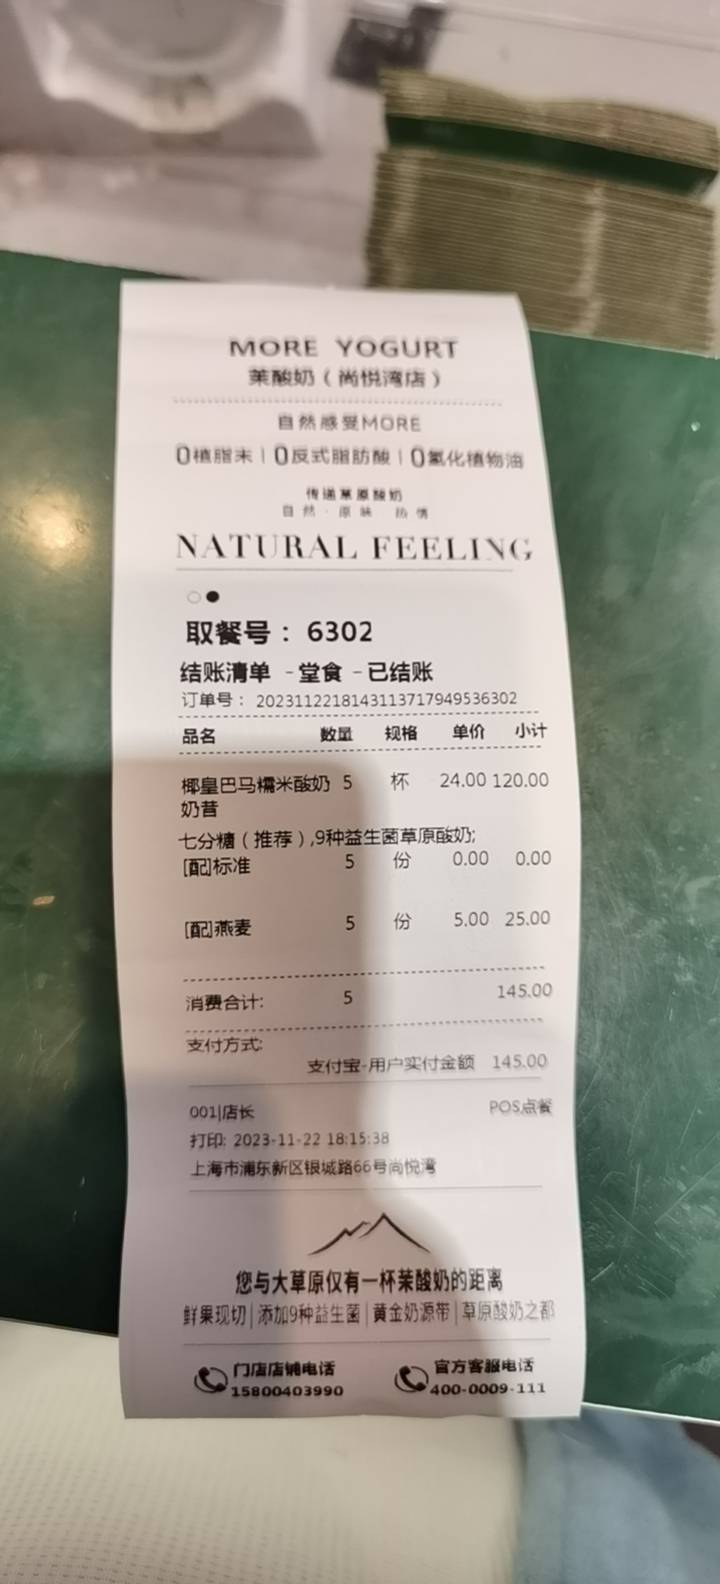 MORE YOGURT
茉酸奶（尚悦湾店）
自然感受MORE
0植脂末 | 0反式脂肪酸 | 0氢化植物油
传递草原酸奶
自然·原味 热情
NATURAL FEELING
取餐号： 6302
结账清单 -堂食 -已结账
订单号： 20231122181431137179495363​02
品名 数量 规格 单价 小计
椰皇巴马糯米酸奶 5 杯 24.00 120.00
奶昔
七分糖（推荐）,9种益生菌草原酸奶;
[配]标准 5 份 0.00 0.00
[配]燕麦 5 份 5.00 25.00
消费合计: 5 145.00
支付方式:
支付宝-用户实付金额 145.00
001|店长 POS点餐
打印: 2023-11-22 18:15:38
上海市浦东新区银城路66号尚悦湾
您与大草原仅有一杯茉酸奶的距离
鲜果现切 | 添加9种益生菌 | 黄金奶源带 | 草原酸奶之都
门店店铺电话 官方客服电话
15800403990 400-0009-111